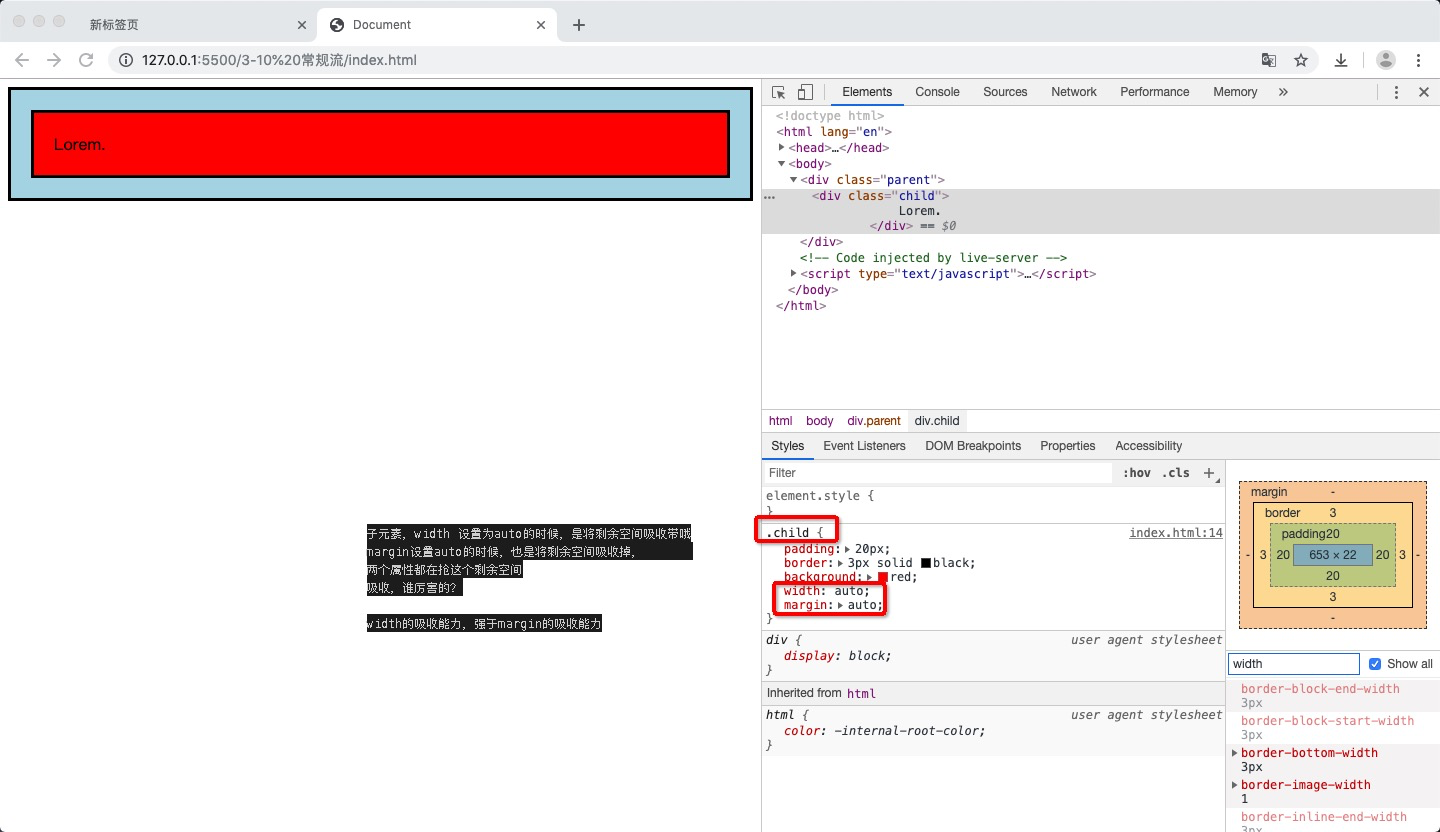 新标签页
Document
127.0.0.1:5500/3-10%20常规流/index.html
Lorem.
子元素，width 设置为auto的时候，是将剩余空间吸收带哦
margin设置auto的时候，也是将剩余空间吸收掉，
两个属性都在抢这个剩余空间
吸收，谁厉害的？
width的吸收能力，强于margin的吸收能力
Elements Console Sources Network Performance Memory »
<!doctype html>
<html lang="en">
<head>…</head>
<body>
<div class="parent">
<div class="child">
Lorem.
</div> == $0
</div>
<!-- Code injected by live-server -->
<script type="text/javascript">…</script>
</body>
</html>
html body div.parent div.child
Styles Event Listeners DOM Breakpoints Properties Accessibility
Filter :hov .cls +
element.style {
}
.child { index.html:14
padding: 20px;
border: 3px solid black;
background: red;
width: auto;
margin: auto;
}
div { user agent stylesheet
display: block;
}
Inherited from html
html { user agent stylesheet
color: -internal-root-color;
}
margin -
border 3
padding20
- 3 20 653 × 22 20 3 -
20
3
-
width Show all
border-block-end-width
3px
border-block-start-width
3px
border-bottom-width
3px
border-image-width
1
border-inline-end-width
3px